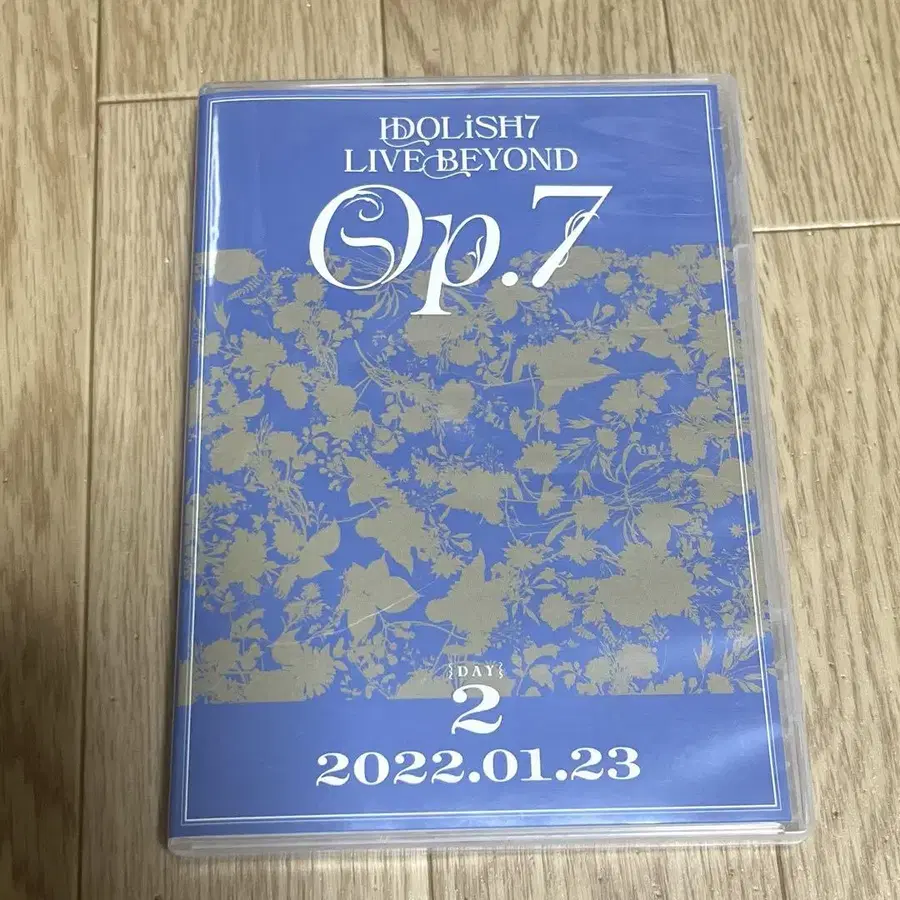 IDOLiSH7
LIVE BEYOND
Op.7
{DAY}
2
2022.01.23